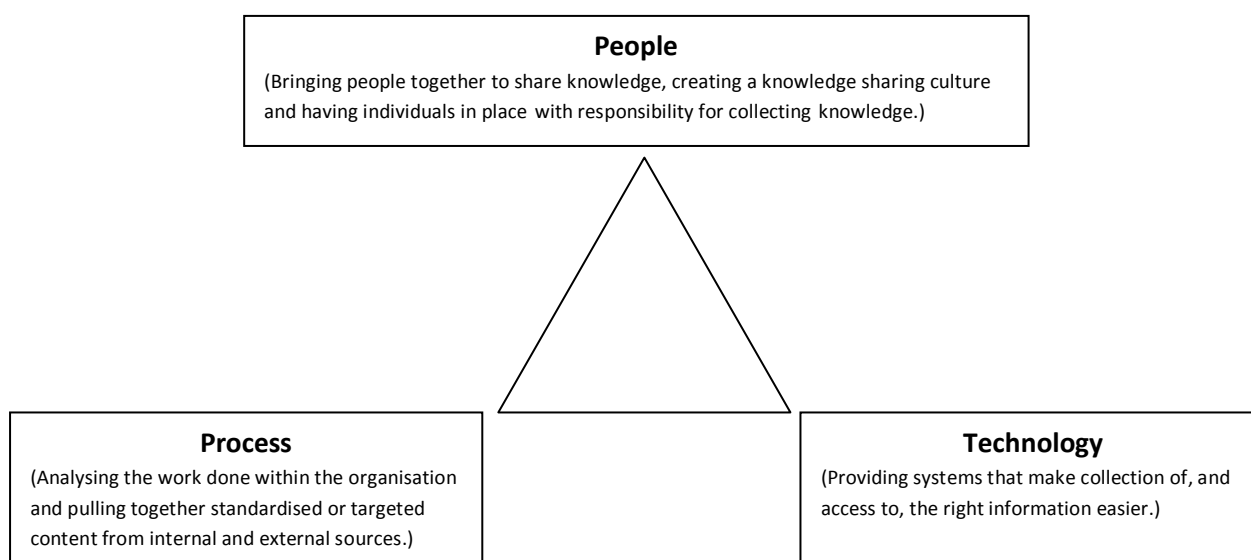 People
(Bringing people together to share knowledge, creating a knowledge sharing culture
and having individuals in place with responsibility for collecting knowledge.)
Process
(Analysing the work done within the organisation
and pulling together standardised or targeted
content from internal and external sources.)
Technology
(Providing systems that make collection of, and
access to, the right information easier.)